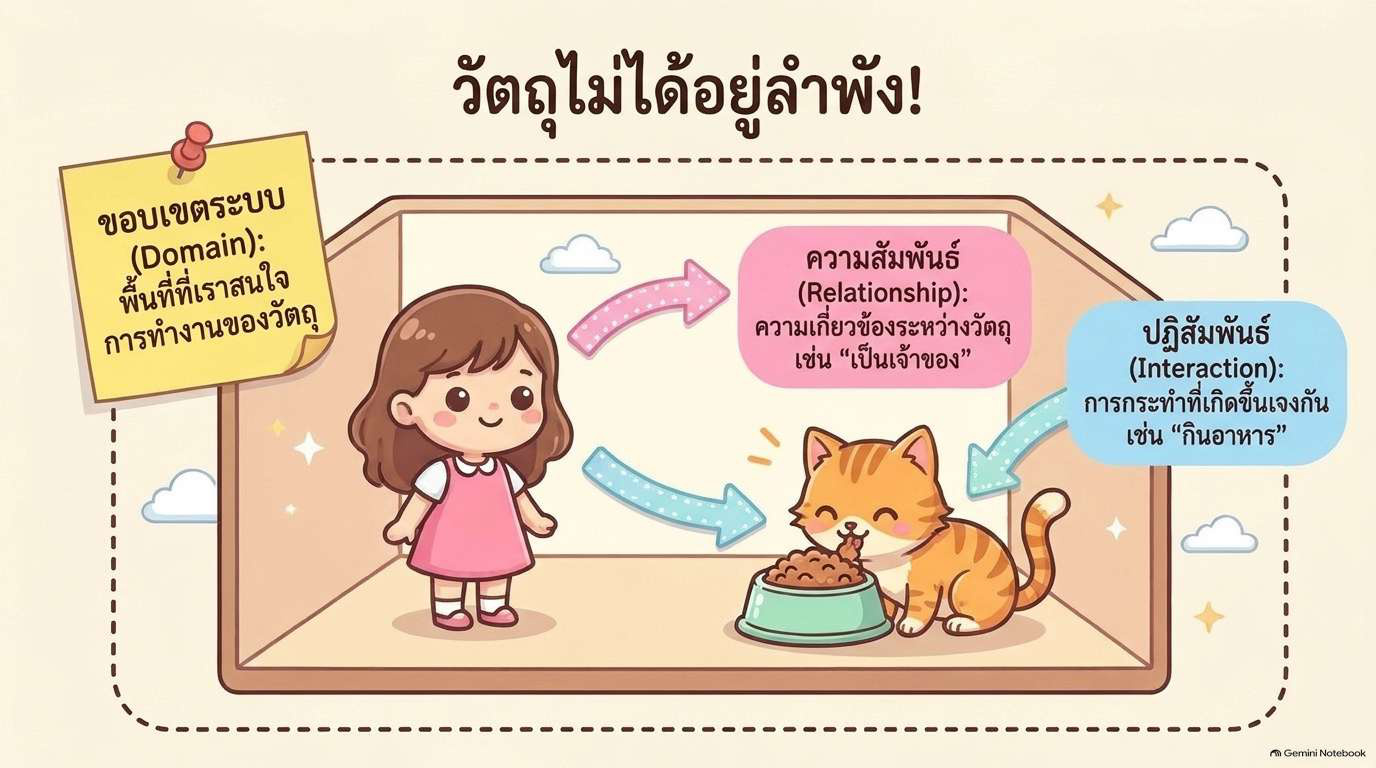 วัตถุไม่ได้อยู่ลำพัง!
ขอบเขตระบบ
(Domain):
พื้นที่ที่เราสนใจ
การทำงานของวัตถุ
ความสัมพันธ์
(Relationship):
ความเกี่ยวข้องระหว่างวัตถุ
เช่น “เป็นเจ้าของ”
ปฏิสัมพันธ์
(Interaction):
การกระทำที่เกิดขึ้นเจงกัน
เช่น “กินอาหาร”
Gemini Notebook